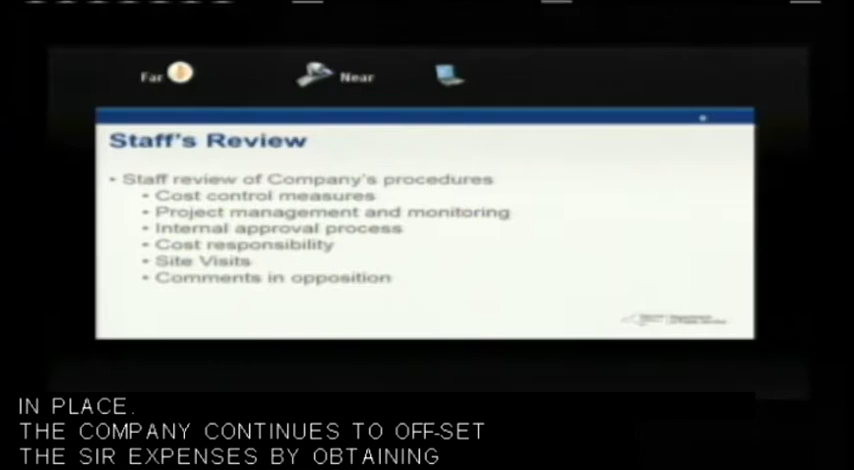 Far
Near
Staff's Review
• Staff review of Company's procedures
• Cost control measures
• Project management and monitoring
• Internal approval process
• Cost responsibility
• Site Visits
• Comments in opposition
IN PLACE.
THE COMPANY CONTINUES TO OFF-SET
THE SIR EXPENSES BY OBTAINING